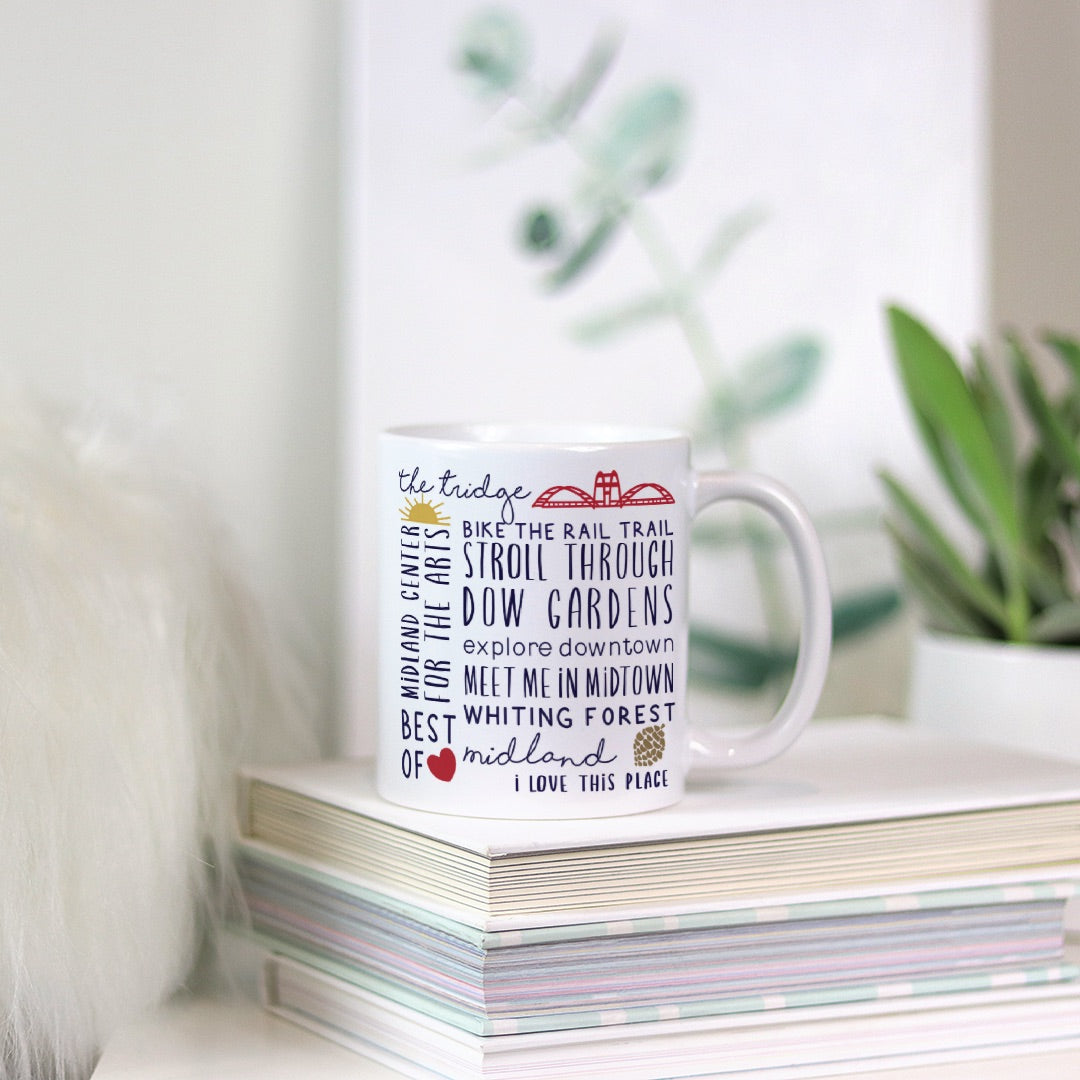 the tridge
MiDLAND CENTER
FOR THE ARTS
BIKE THE RAIL TRAIL
STROLL THROUGH
DOW GARDENS
explore downtown
MEET ME iN MiDTOWN
WHITING FOREST
BEST
OF
midland
i LOVE THiS PLACE